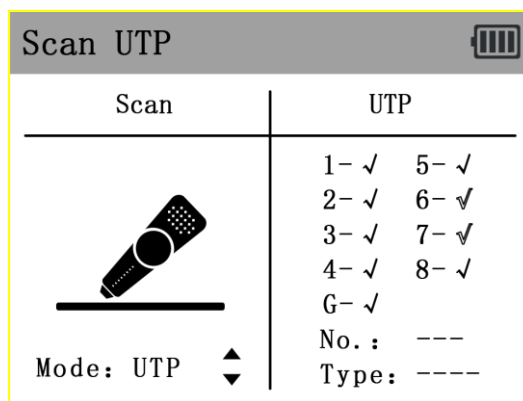 Scan UTP
Scan
Mode: UTP
UTP
1-√ 5-√
2-√ 6-√
3-√ 7-√
4-√ 8-√
G-√
No.: ---
Type: ----